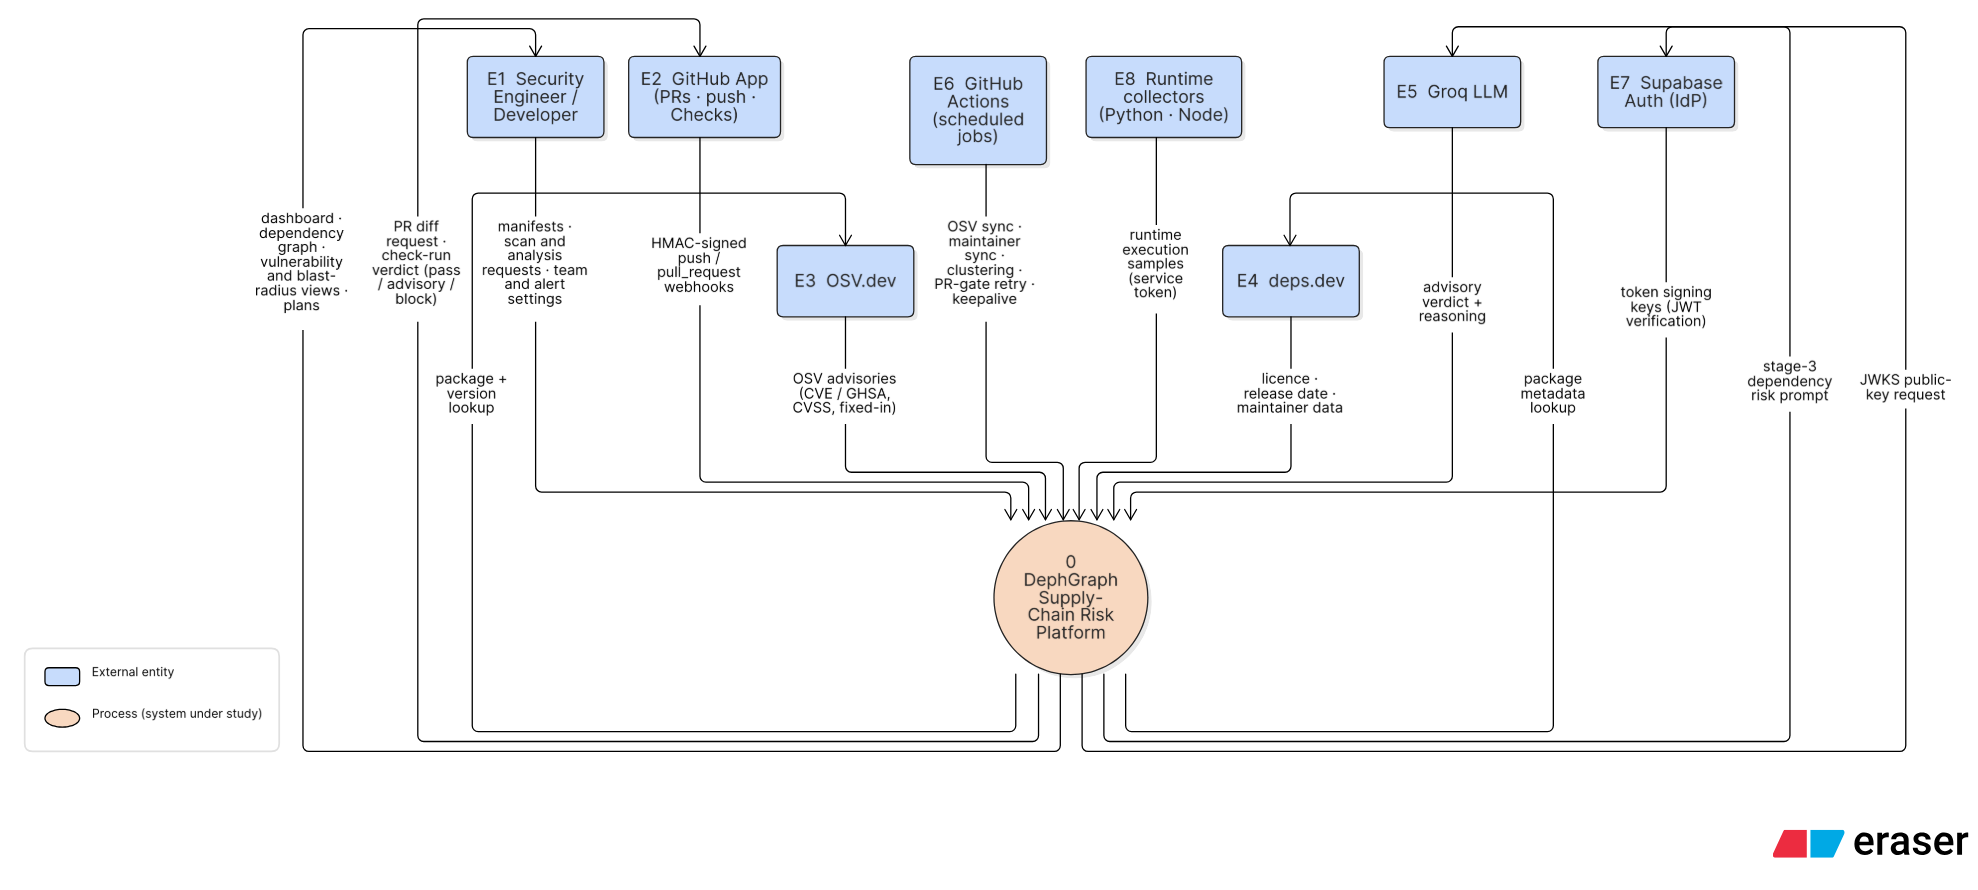 E1  Security
Engineer /
Developer
E2  GitHub App
(PRs · push ·
Checks)
E6  GitHub
Actions
(scheduled
jobs)
E8  Runtime
collectors
(Python · Node)
E5  Groq LLM
E7  Supabase
Auth (IdP)
dashboard ·
dependency
graph ·
vulnerability
and blast-
radius views ·
plans
PR diff
request ·
check-run
verdict (pass
/ advisory /
block)
manifests ·
scan and
analysis
requests · team
and alert
settings
HMAC-signed
push /
pull_request
webhooks
E3  OSV.dev
OSV sync ·
maintainer
sync ·
clustering ·
PR-gate retry ·
keepalive
runtime
execution
samples
(service
token)
E4  deps.dev
advisory
verdict +
reasoning
token signing
keys (JWT
verification)
package +
version
lookup
OSV advisories
(CVE / GHSA,
CVSS, fixed-in)
licence ·
release date ·
maintainer data
package
metadata
lookup
stage-3
dependency
risk prompt
JWKS public-
key request
0
DephGraph
Supply-
Chain Risk
Platform
External entity
Process (system under study)
eraser